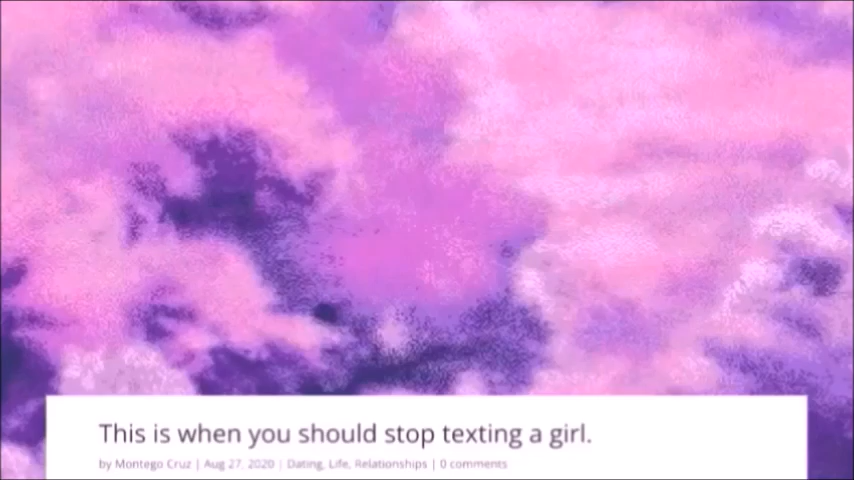 This is when you should stop texting a girl.
by Montego Cruz | Aug 27, 2020 | Dating, Life, Relationships | 0 comments